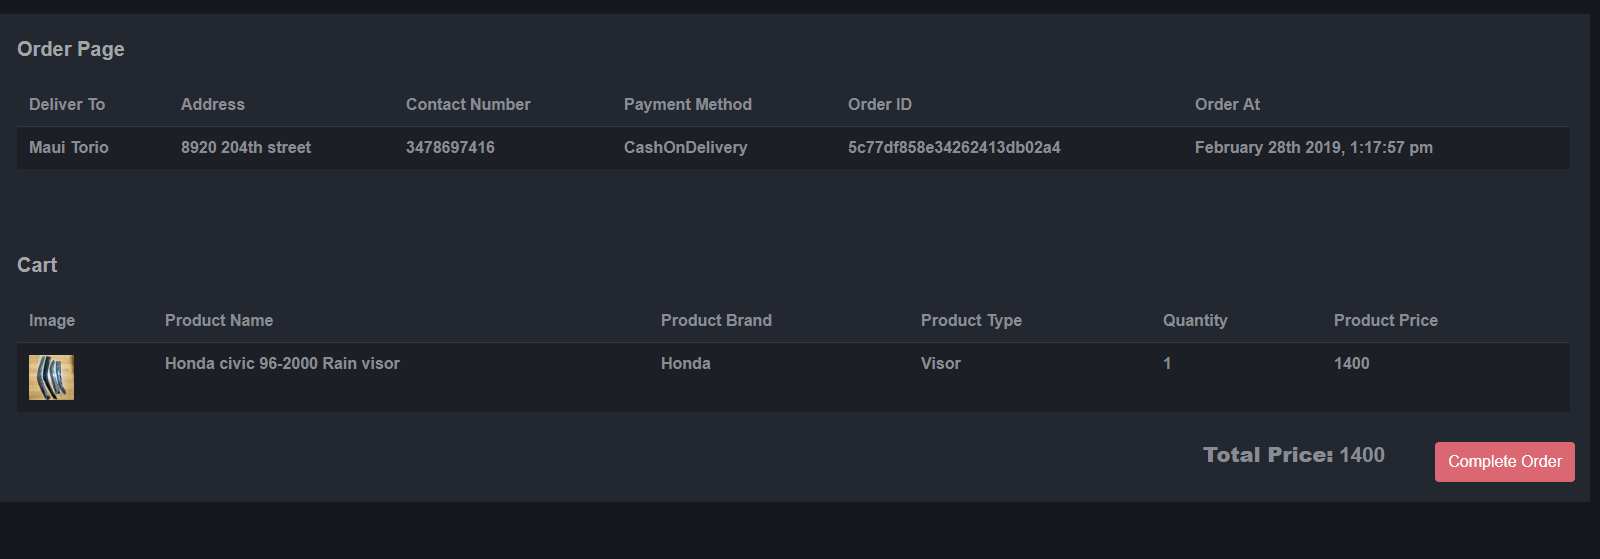 Order Page
Deliver To Address Contact Number Payment Method Order ID Order At
Maui Torio 8920 204th street 3478697416 CashOnDelivery 5c77df858e34262413db02a4 February 28th 2019, 1:17:57 pm
Cart
Image Product Name Product Brand Product Type Quantity Product Price
Honda civic 96-2000 Rain visor Honda Visor 1 1400
Total Price: 1400 Complete Order